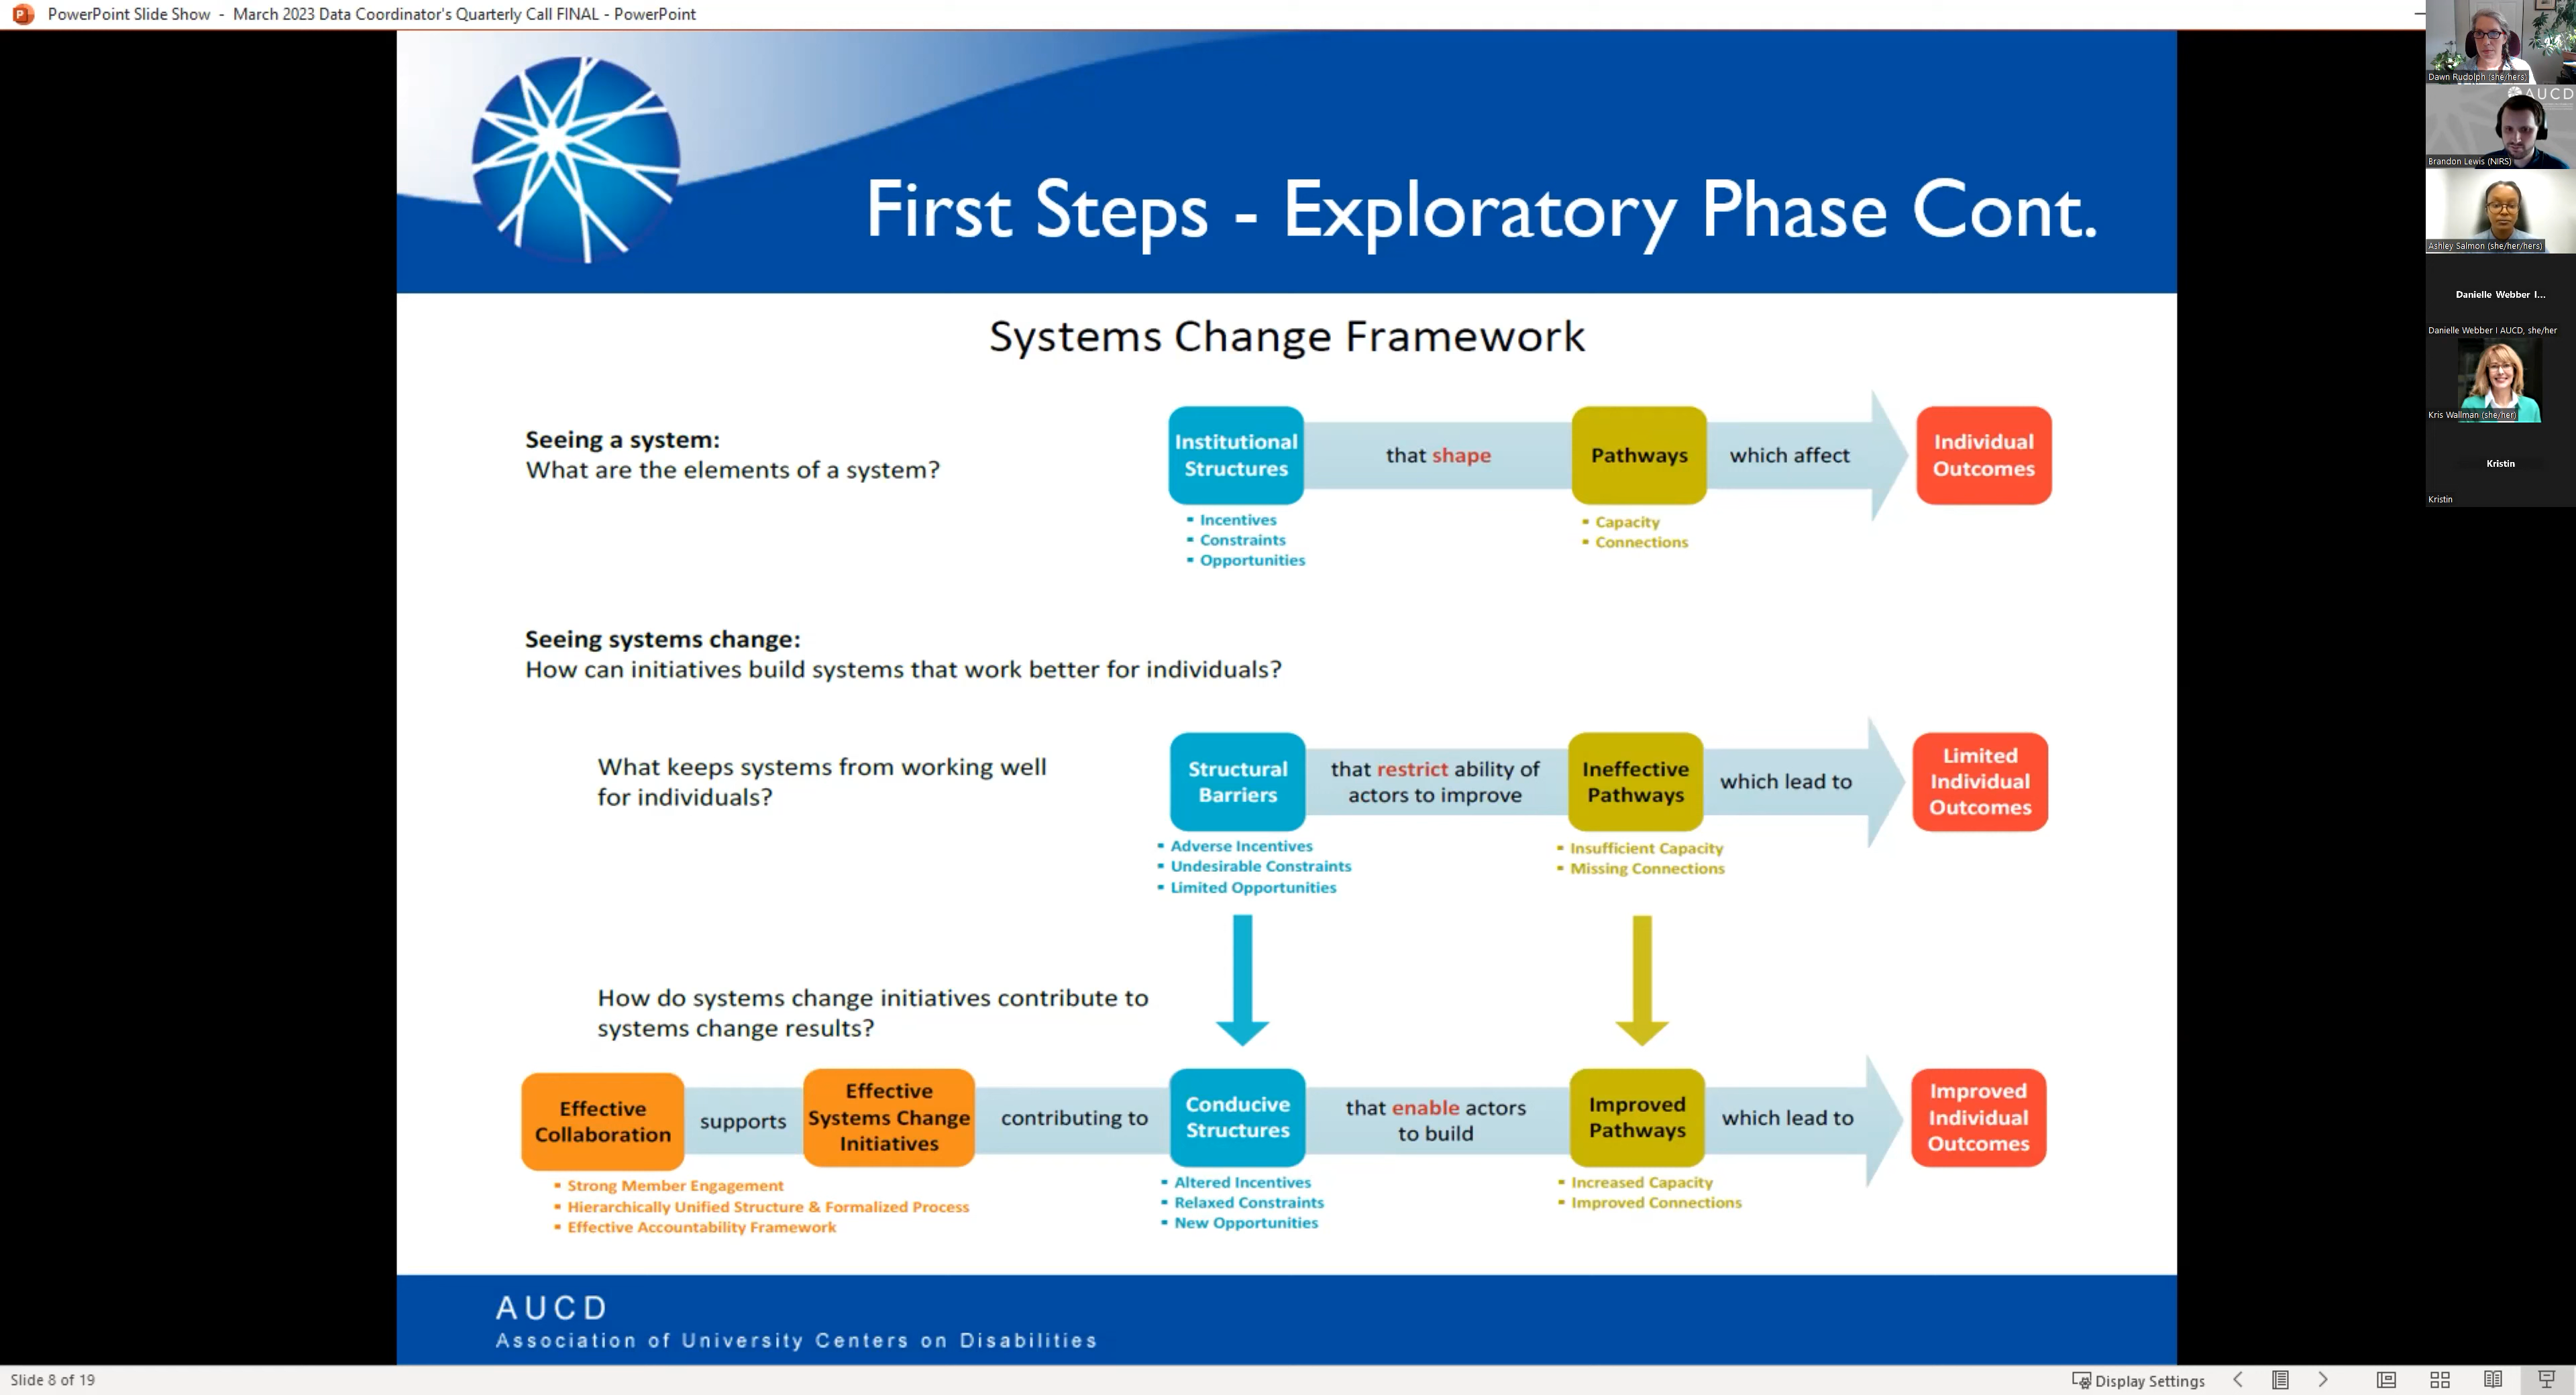 PowerPoint Slide Show - March 2023 Data Coordinator's Quarterly Call FINAL - PowerPoint
First Steps - Exploratory Phase Cont.
Systems Change Framework
Seeing a system:
What are the elements of a system?
Institutional
Structures
that shape
Pathways
which affect
Individual
Outcomes
▪ Incentives
▪ Constraints
▪ Opportunities
▪ Capacity
▪ Connections
Seeing systems change:
How can initiatives build systems that work better for individuals?
What keeps systems from working well
for individuals?
Structural
Barriers
that restrict ability of
actors to improve
Ineffective
Pathways
which lead to
Limited
Individual
Outcomes
▪ Adverse Incentives
▪ Undesirable Constraints
▪ Limited Opportunities
▪ Insufficient Capacity
▪ Missing Connections
How do systems change initiatives contribute to
systems change results?
Effective
Collaboration
supports
Effective
Systems Change
Initiatives
contributing to
Conducive
Structures
that enable actors
to build
Improved
Pathways
which lead to
Improved
Individual
Outcomes
▪ Strong Member Engagement
▪ Hierarchically Unified Structure & Formalized Process
▪ Effective Accountability Framework
▪ Altered Incentives
▪ Relaxed Constraints
▪ New Opportunities
▪ Increased Capacity
▪ Improved Connections
AUCD
Association of University Centers on Disabilities
Slide 8 of 19
Display Settings
Dawn Rudolph (she/hers)
AUCD
Brandon Lewis (NIRS)
Ashley Salmon (she/her/hers)
Danielle Webber I...
Danielle Webber I AUCD, she/her
Kris Wallman (she/her)
Kristin
Kristin